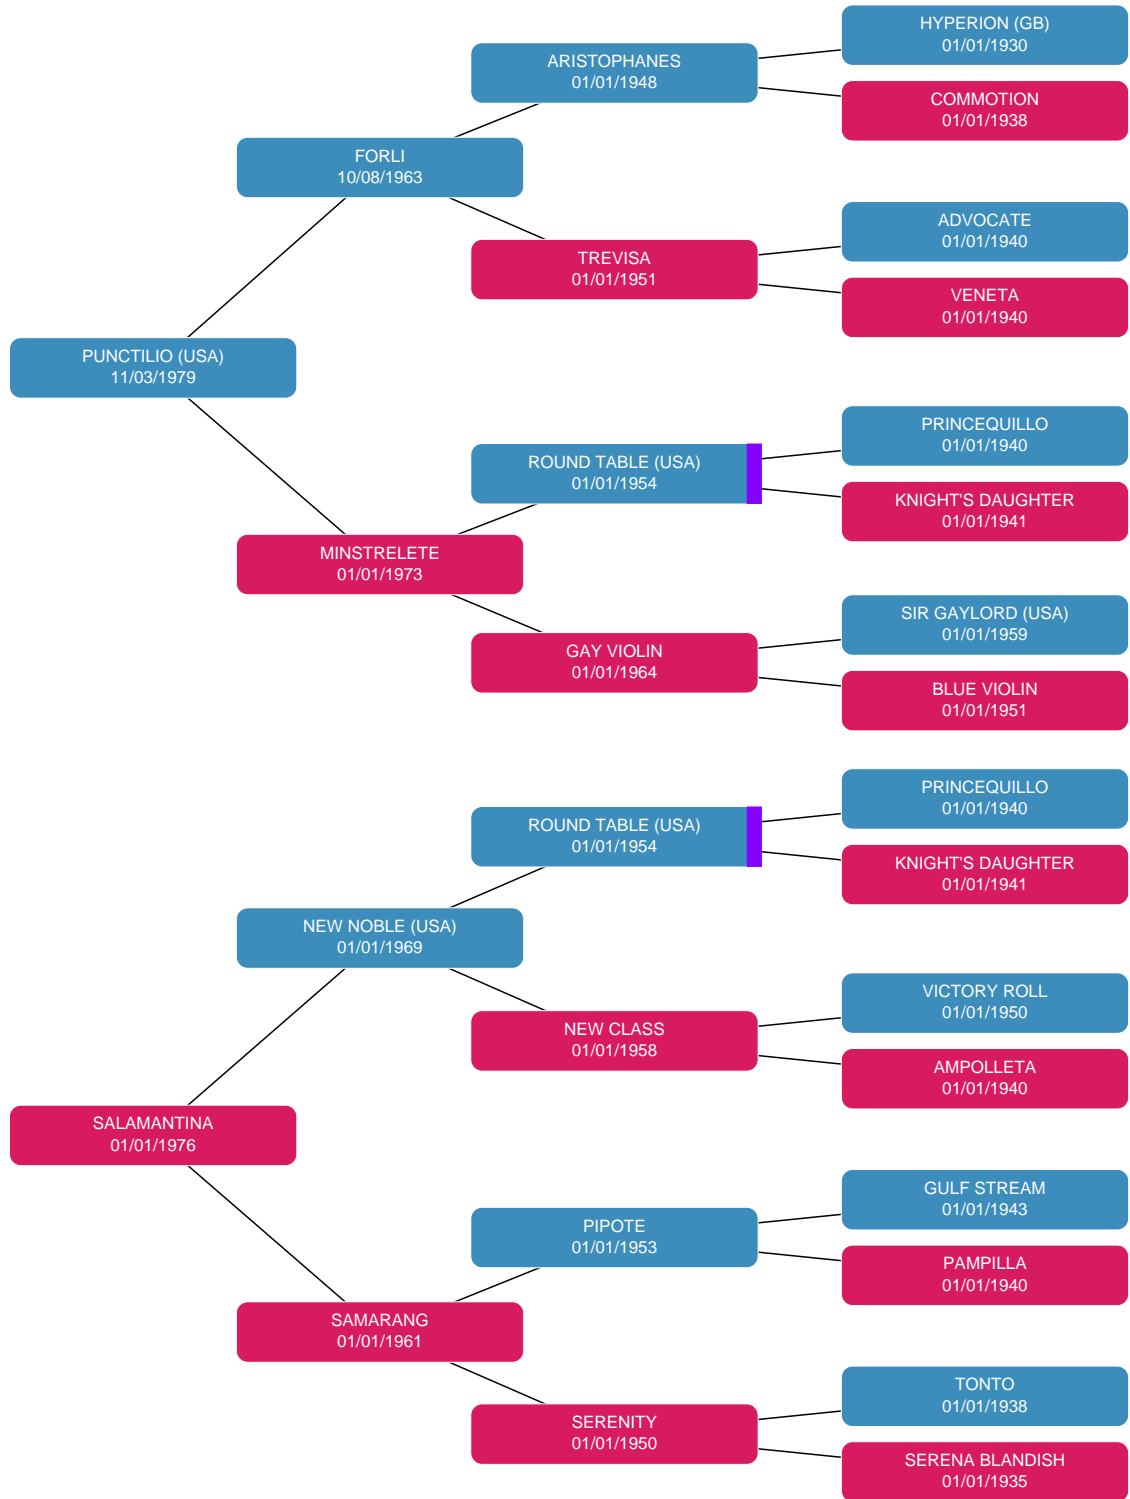 HYPERION (GB)
01/01/1930
ARISTOPHANES
01/01/1948
COMMOTION
01/01/1938
FORLI
10/08/1963
ADVOCATE
01/01/1940
TREVISA
01/01/1951
VENETA
01/01/1940
PUNCTILIO (USA)
11/03/1979
PRINCEQUILLO
01/01/1940
ROUND TABLE (USA)
01/01/1954
KNIGHT'S DAUGHTER
01/01/1941
MINSTRELETE
01/01/1973
SIR GAYLORD (USA)
01/01/1959
GAY VIOLIN
01/01/1964
BLUE VIOLIN
01/01/1951
PRINCEQUILLO
01/01/1940
ROUND TABLE (USA)
01/01/1954
KNIGHT'S DAUGHTER
01/01/1941
NEW NOBLE (USA)
01/01/1969
VICTORY ROLL
01/01/1950
NEW CLASS
01/01/1958
AMPOLLETA
01/01/1940
SALAMANTINA
01/01/1976
GULF STREAM
01/01/1943
PIPOTE
01/01/1953
PAMPILLA
01/01/1940
SAMARANG
01/01/1961
TONTO
01/01/1938
SERENITY
01/01/1950
SERENA BLANDISH
01/01/1935